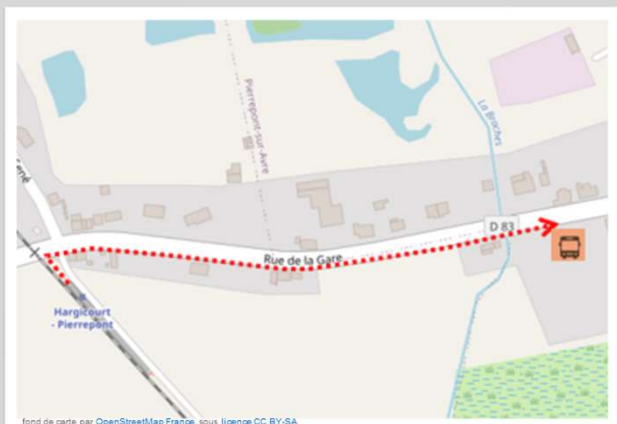 Pierrepont-sur-Avre
La Braches
D 83
Rue de la Gare
Hargicourt
- Pierrepont
fond de carte par OpenStreetMap France, sous licence CC BY-SA